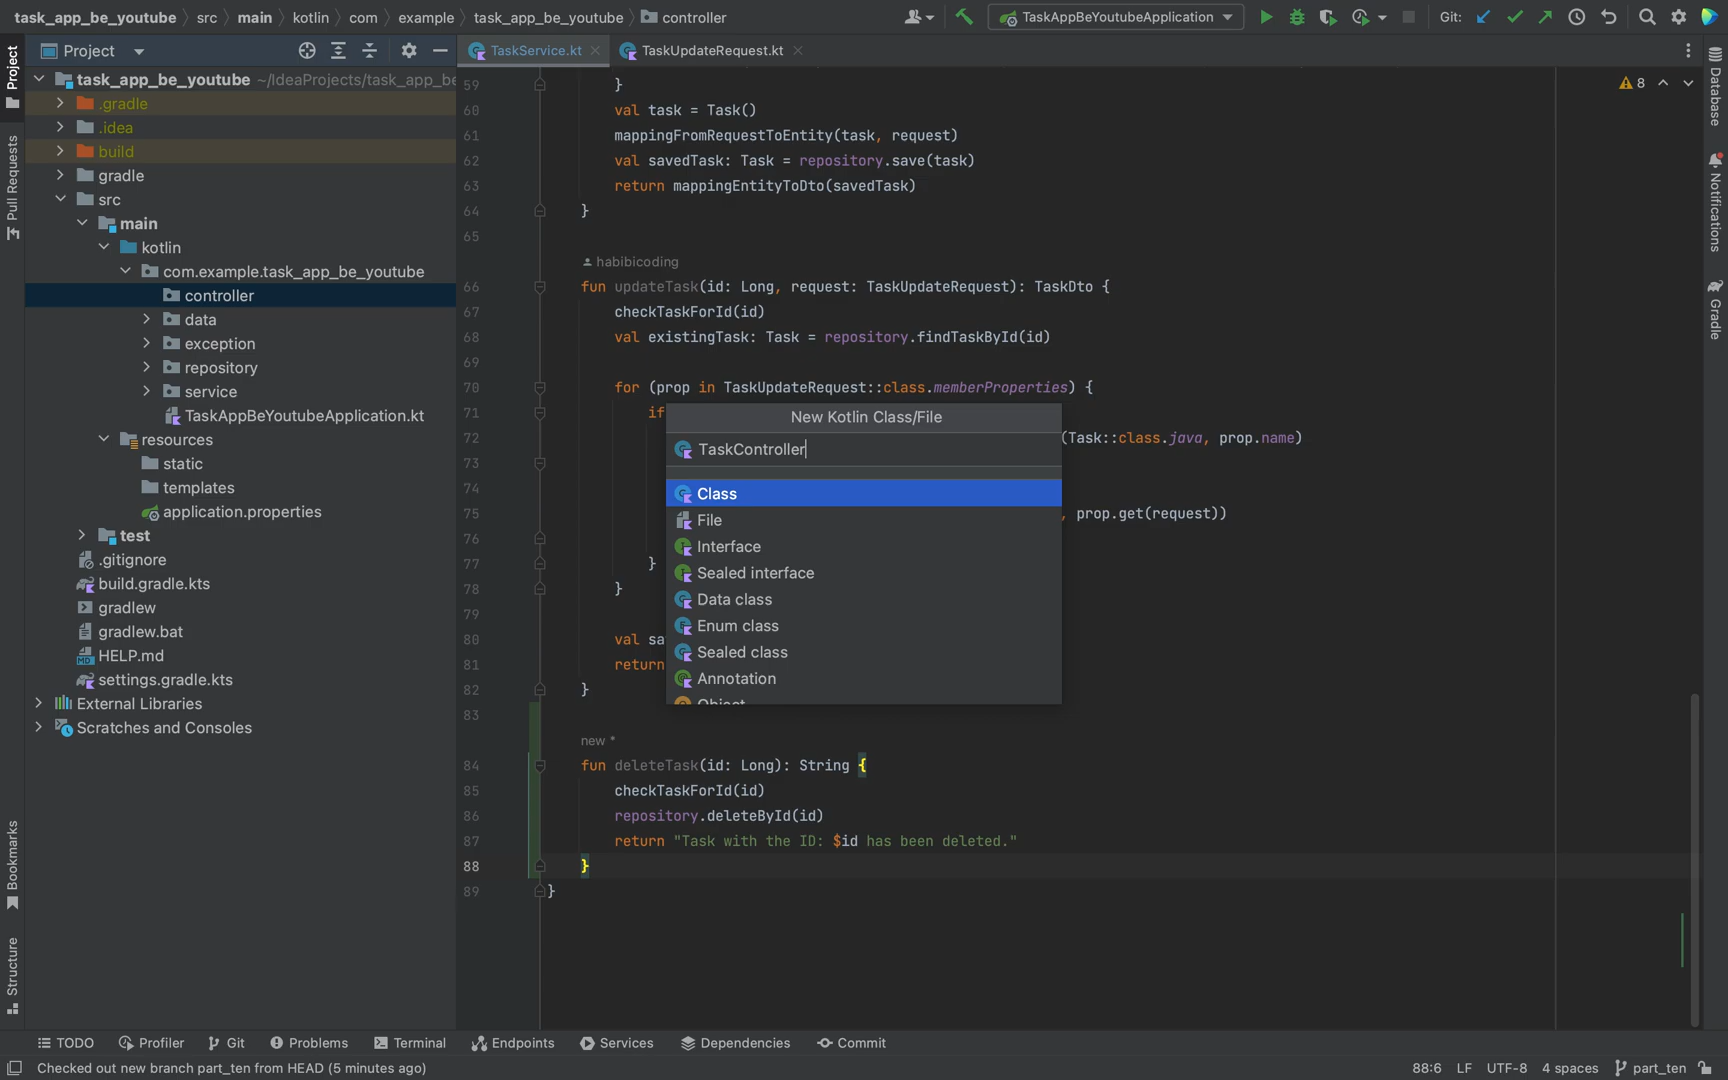 task_app_be_youtube src main kotlin com example task_app_be_youtube controller
TaskAppBeYoutubeApplication
Git:
Project
TaskService.kt
TaskUpdateRequest.kt
Project
Pull Requests
Bookmarks
Structure
task_app_be_youtube ~/IdeaProjects/task_app_be
.gradle
.idea
build
gradle
src
main
kotlin
com.example.task_app_be_youtube
controller
data
exception
repository
service
TaskAppBeYoutubeApplication.kt
resources
static
templates
application.properties
test
.gitignore
build.gradle.kts
gradlew
gradlew.bat
HELP.md
settings.gradle.kts
External Libraries
Scratches and Consoles
8
59 }
60 val task = Task()
61 mappingFromRequestToEntity(task, request)
62 val savedTask: Task = repository.save(task)
63 return mappingEntityToDto(savedTask)
64 }
65
habibicoding
66 fun updateTask(id: Long, request: TaskUpdateRequest): TaskDto {
67 checkTaskForId(id)
68 val existingTask: Task = repository.findTaskById(id)
69
70 for (prop in TaskUpdateRequest::class.memberProperties) {
71 if
72 (Task::class.java, prop.name)
73
74
75 , prop.get(request))
76
77 }
78 }
79
80 val sa
81 return
82 }
83
new *
84 fun deleteTask(id: Long): String {
85 checkTaskForId(id)
86 repository.deleteById(id)
87 return "Task with the ID: $id has been deleted."
88 }
89 }
New Kotlin Class/File
TaskController
Class
File
Interface
Sealed interface
Data class
Enum class
Sealed class
Annotation
Object
Database
Notifications
Gradle
TODO Profiler Git Problems Terminal Endpoints Services Dependencies Commit
Checked out new branch part_ten from HEAD (5 minutes ago)
88:6 LF UTF-8 4 spaces part_ten